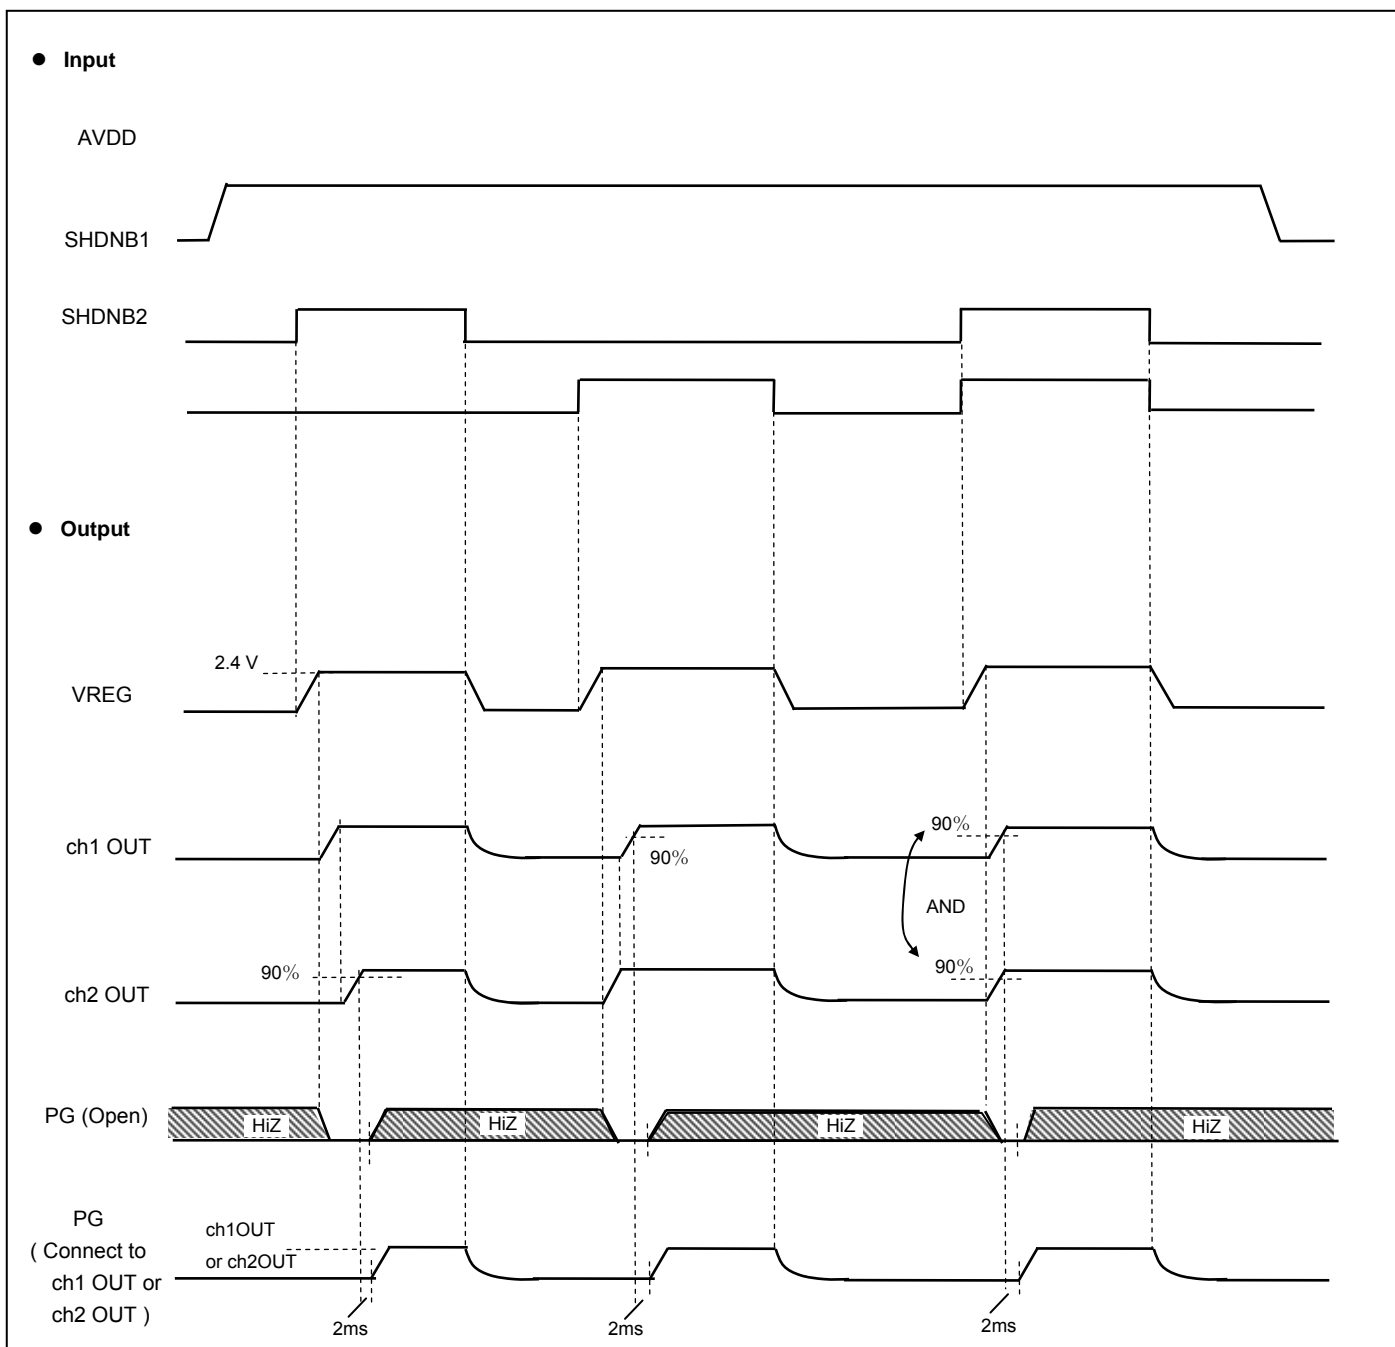 ● Input
AVDD
SHDNB1
SHDNB2
● Output
2.4 V
VREG
ch1 OUT
90%
90%
AND
90%
90%
ch2 OUT
PG (Open)
HiZ
HiZ
HiZ
HiZ
PG
( Connect to
ch1 OUT or
ch2 OUT )
ch1OUT
or ch2OUT
2ms
2ms
2ms